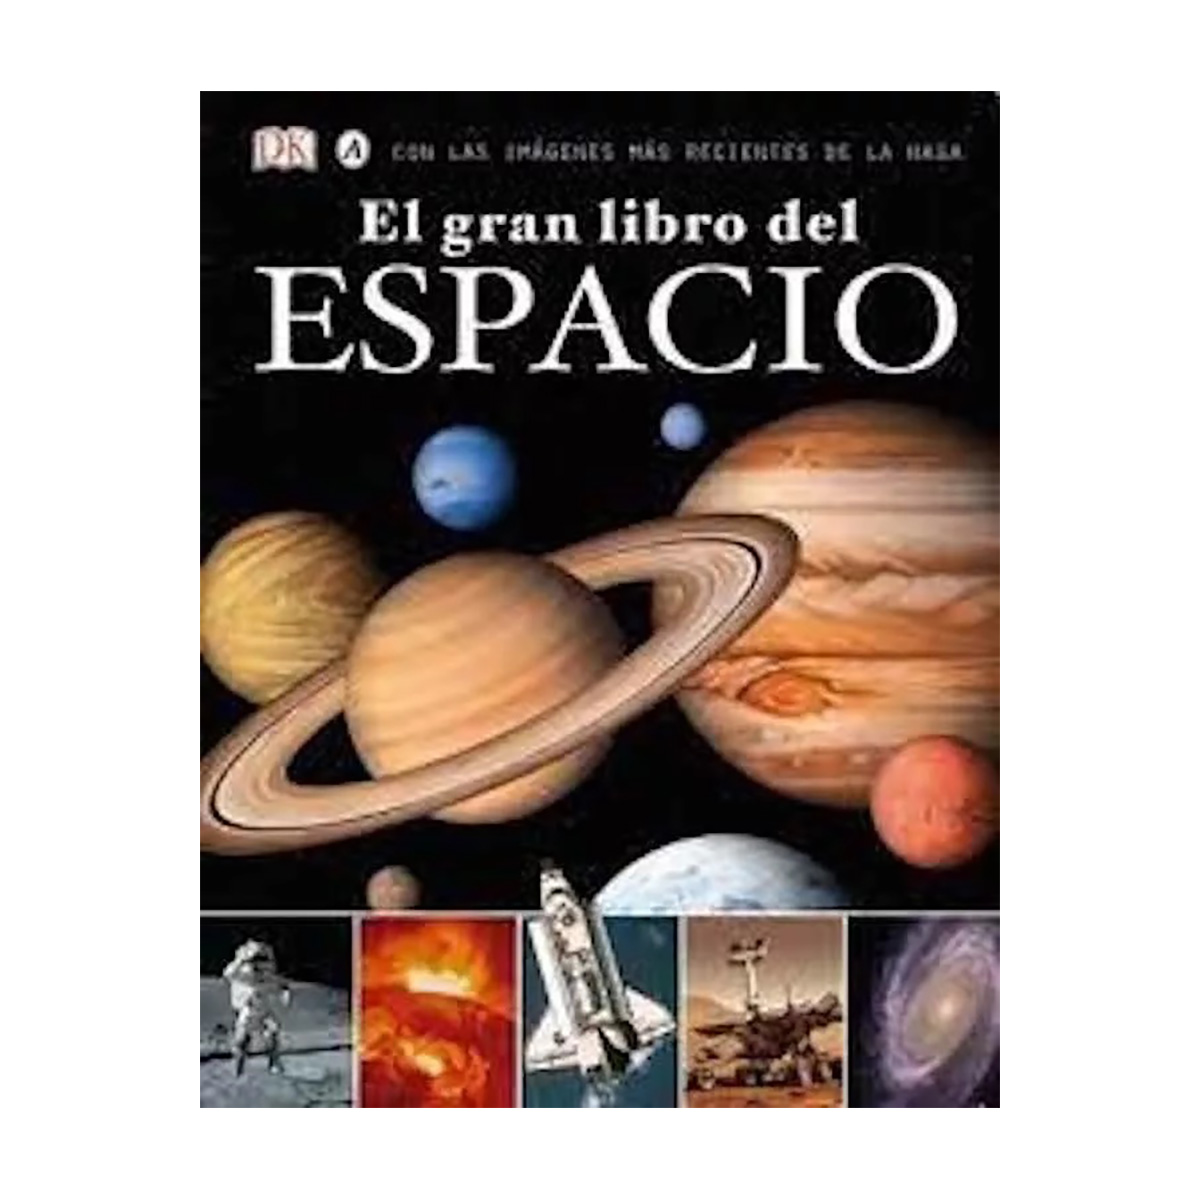 DK
CON LAS IMÁGENES MÁS RECIENTES DE LA NASA
El gran libro del
ESPACIO